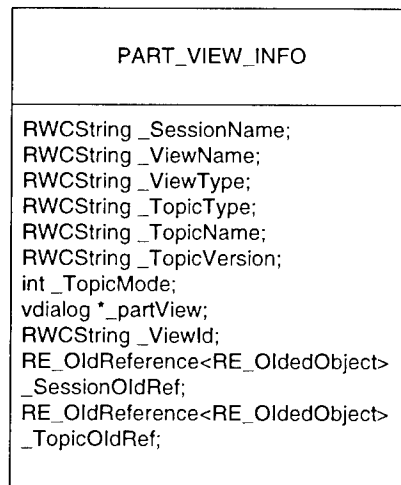 PART_VIEW_INFO
RWCString _SessionName;
RWCString _ViewName;
RWCString _ViewType;
RWCString _TopicType;
RWCString _TopicName;
RWCString _TopicVersion;
int _TopicMode;
vdialog *_partView;
RWCString _ViewId;
RE_OldReference<RE_OldedObject>
_SessionOldRef;
RE_OldReference<RE_OldedObject>
_TopicOldRef;